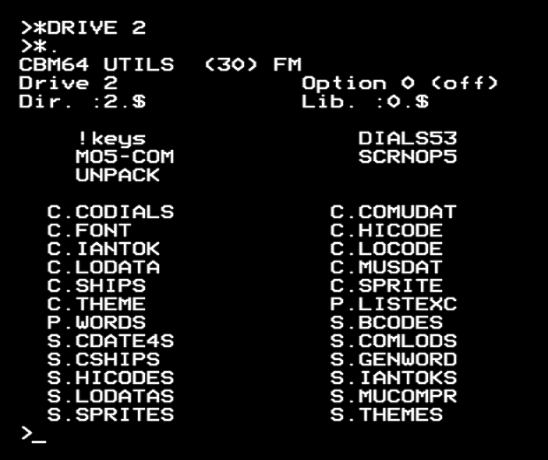 >*DRIVE 2
>*.
CBM64 UTILS (30) FM
Drive 2 Option 0 (off)
Dir. :2.$ Lib. :0.$
!keys DIALS53
MO5-COM SCRNOP5
UNPACK
C.CODIALS C.COMUDAT
C.FONT C.HICODE
C.IANTOK C.LOCODE
C.LODATA C.MUSDAT
C.SHIPS C.SPRITE
C.THEME P.LISTEXC
P.WORDS S.BCODES
S.CDATE4S S.COMLODS
S.CSHIPS S.GENWORD
S.HICODES S.IANTOKS
S.LODATAS S.MUCOMPR
S.SPRITES S.THEMES
>_